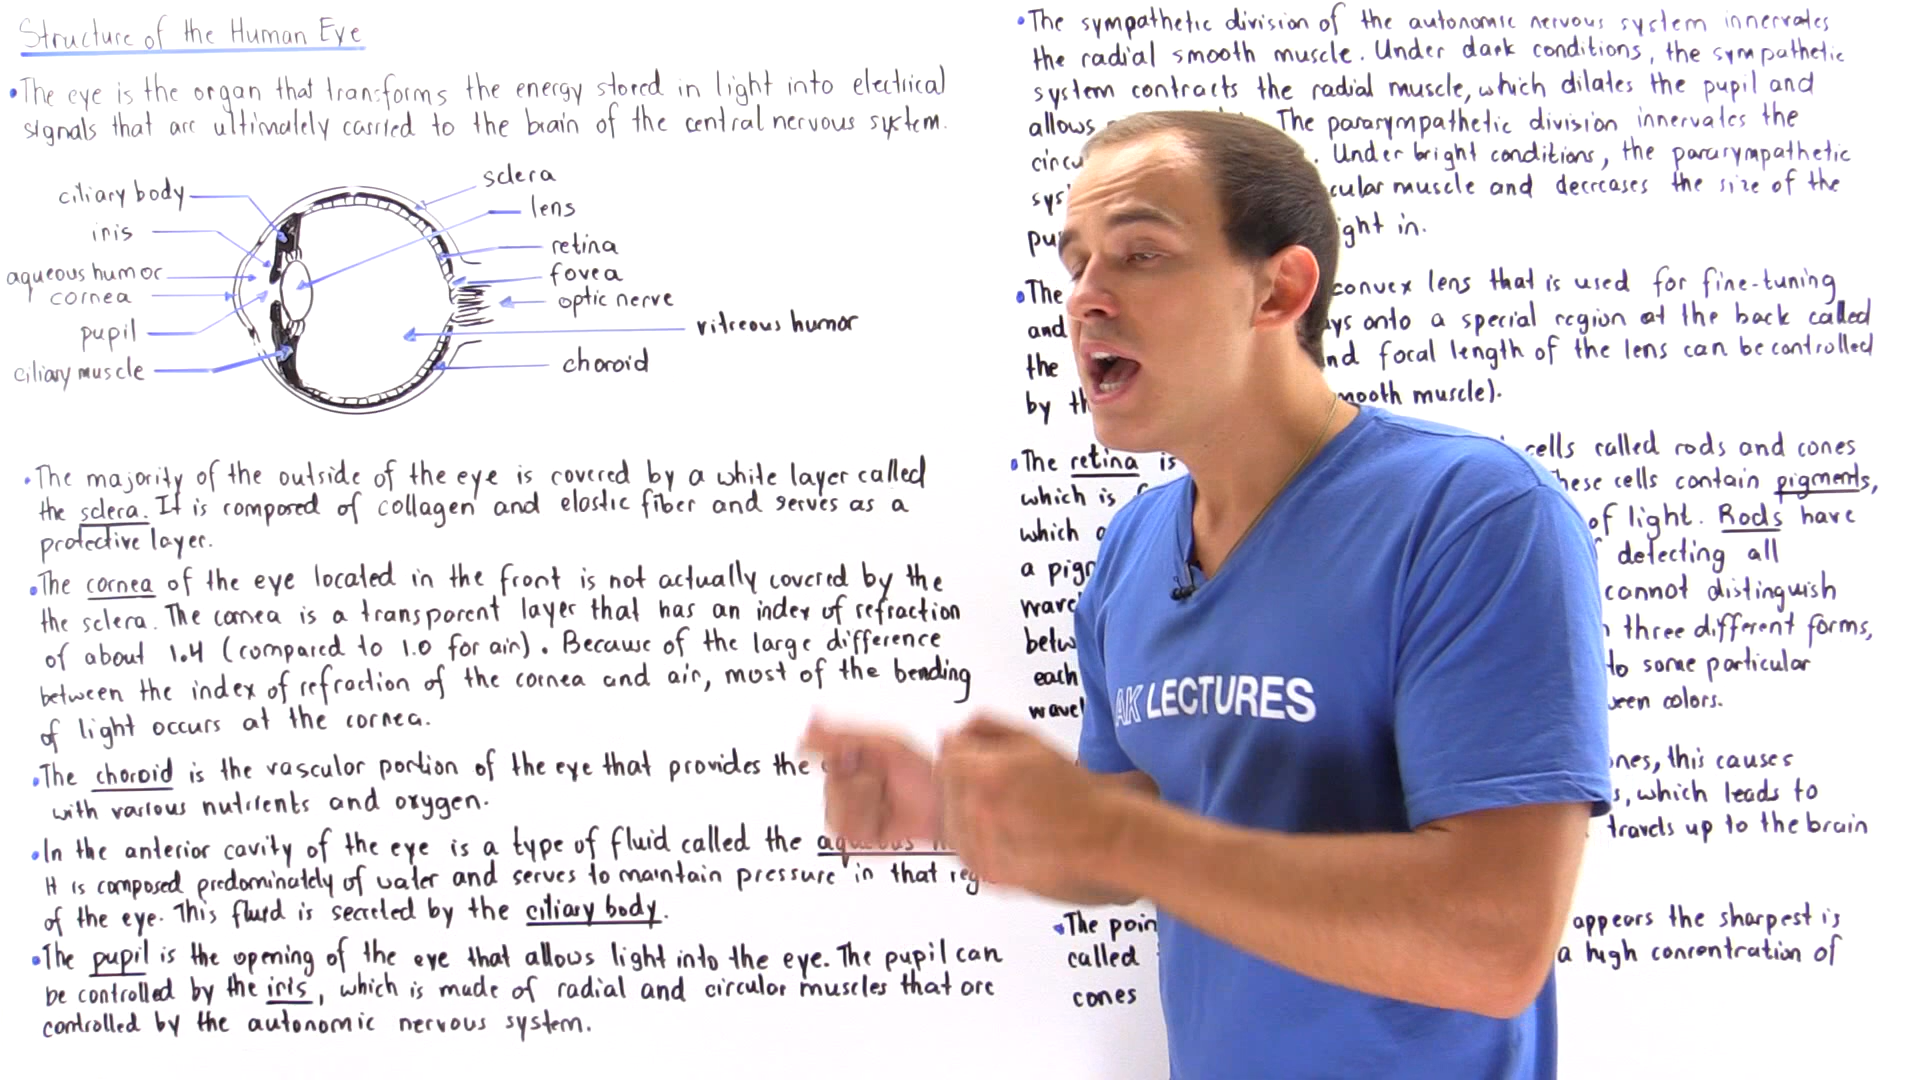 Structure of the Human Eye
•The eye is the organ that transforms the energy stored in light into electrical
signals that are ultimately carried to the brain of the central nervous system.
ciliary body
iris
aqueous humor
cornea
pupil
ciliary muscle
sclera
lens
retina
fovea
optic nerve
vitreous humor
choroid
•The majority of the outside of the eye is covered by a white layer called
the sclera. It is composed of collagen and elastic fiber and serves as a
protective layer.
•The cornea of the eye located in the front is not actually covered by the
the sclera. The cornea is a transparent layer that has an index of refraction
of about 1.4 (compared to 1.0 for air). Because of the large difference
between the index of refraction of the cornea and air, most of the bending
of light occurs at the cornea.
•The choroid is the vascular portion of the eye that provides the
with various nutrients and oxygen.
•In the anterior cavity of the eye is a type of fluid called the aqueous
It is composed predominately of water and serves to maintain pressure in that
of the eye. This fluid is secreted by the ciliary body.
•The pupil is the opening of the eye that allows light into the eye. The pupil can
be controlled by the iris, which is made of radial and circular muscles that are
controlled by the autonomic nervous system.
•The sympathetic division of the autonomic nervous system innervates
the radial smooth muscle. Under dark conditions, the sympathetic
system contracts the radial muscle, which dilates the pupil and
allows The parasympathetic division innervates the
. Under bright conditions, the parasympathetic
muscle and decreases the size of the
in.
•The convex lens that is used for fine-tuning
and onto a special region at the back called
the focal length of the lens can be controlled
by muscle).
•The retina is cells called rods and cones
which is These cells contain pigments,
which of light. Rods have
a detecting all
cannot distinguish
three different forms,
each to some particular
colors.
, this causes
, which leads to
travels up to the brain
•The appears the sharpest is
called a high concentration of
cones
AK LECTURES